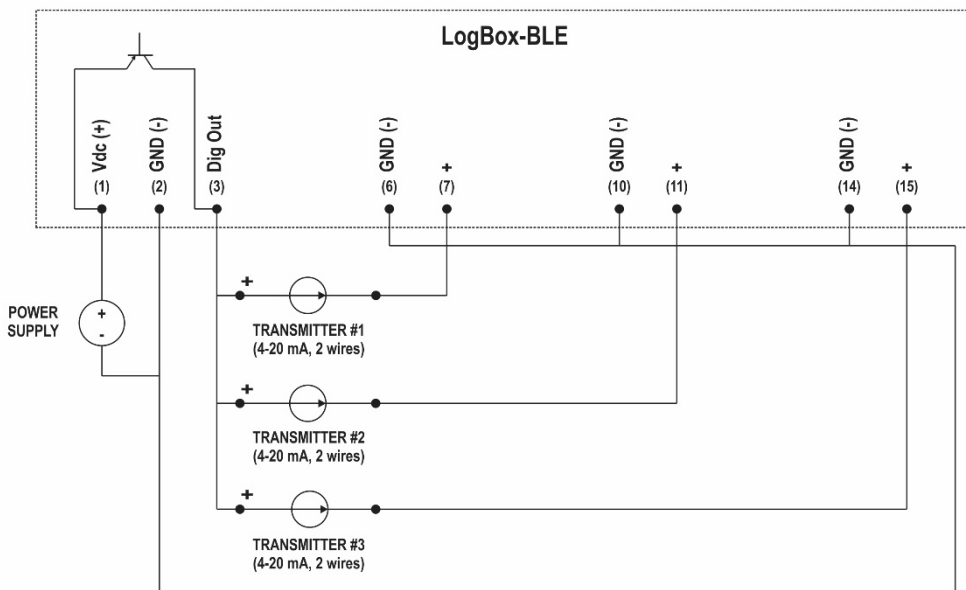 LogBox-BLE
Vdc (+)
(1)
GND (-)
(2)
Dig Out
(3)
GND (-)
(6)
+
(7)
GND (-)
(10)
+
(11)
GND (-)
(14)
+
(15)
POWER
SUPPLY
+
-
+
TRANSMITTER #1
(4-20 mA, 2 wires)
+
TRANSMITTER #2
(4-20 mA, 2 wires)
+
TRANSMITTER #3
(4-20 mA, 2 wires)